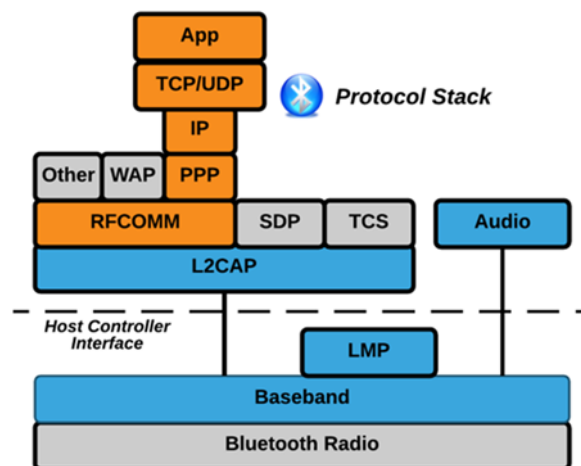 App
TCP/UDP
Protocol Stack
IP
Other WAP PPP
RFCOMM SDP TCS Audio
L2CAP
Host Controller
Interface
LMP
Baseband
Bluetooth Radio